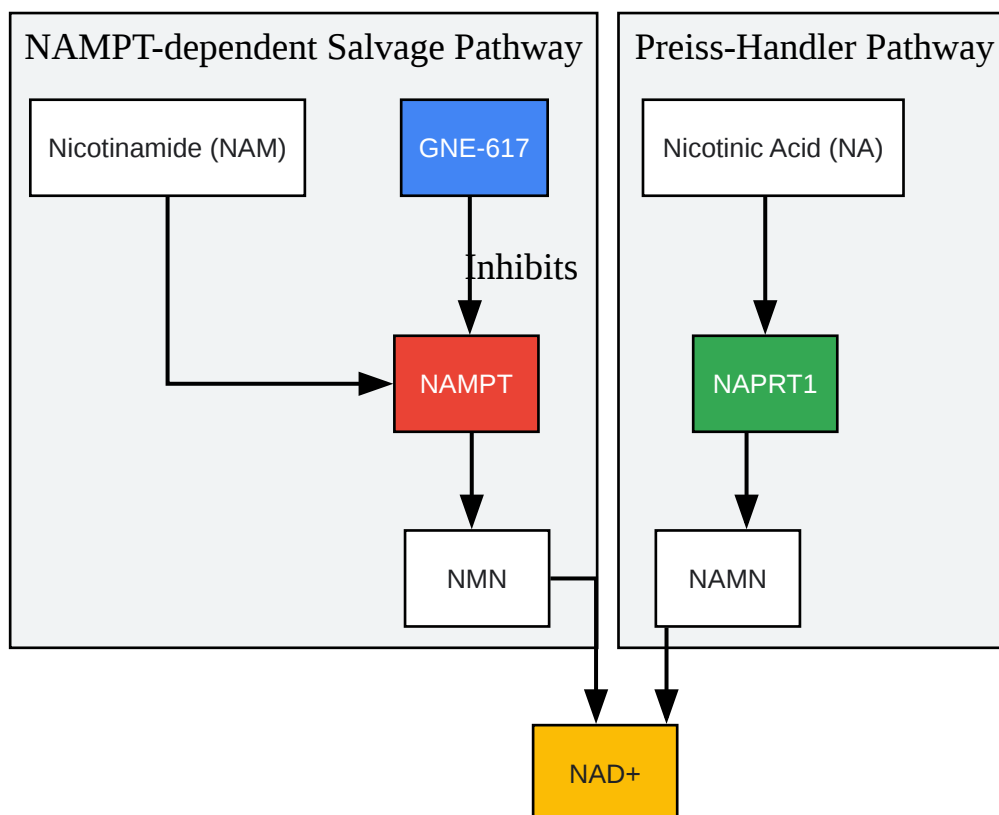 NAMPT-dependent Salvage Pathway
Preiss-Handler Pathway
Nicotinamide (NAM)
GNE-617
Nicotinic Acid (NA)
Inhibits
NAMPT
NAPRT1
NMN
NAMN
NAD+